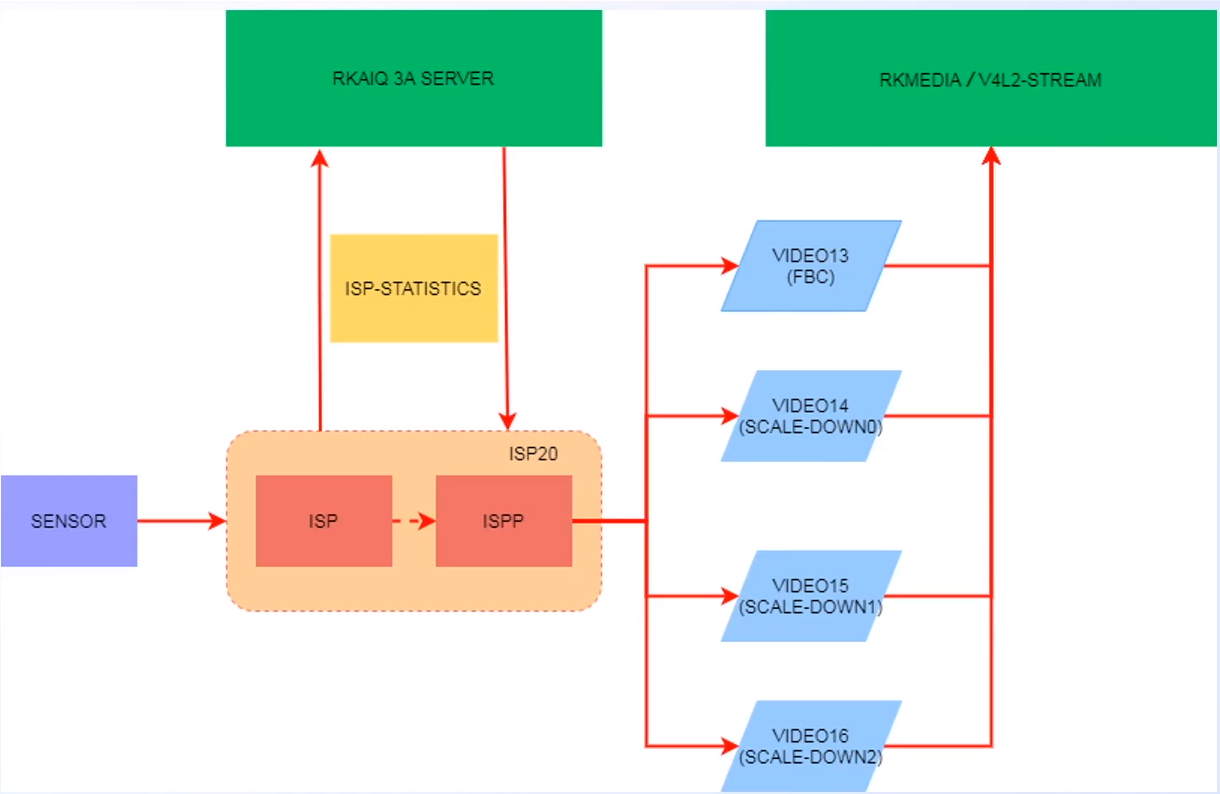 RKAIQ 3A SERVER
RKMEDIA / V4L2-STREAM
ISP-STATISTICS
VIDEO13
(FBC)
VIDEO14
(SCALE-DOWN0)
ISP20
SENSOR
ISP
ISPP
VIDEO15
(SCALE-DOWN1)
VIDEO16
(SCALE-DOWN2)